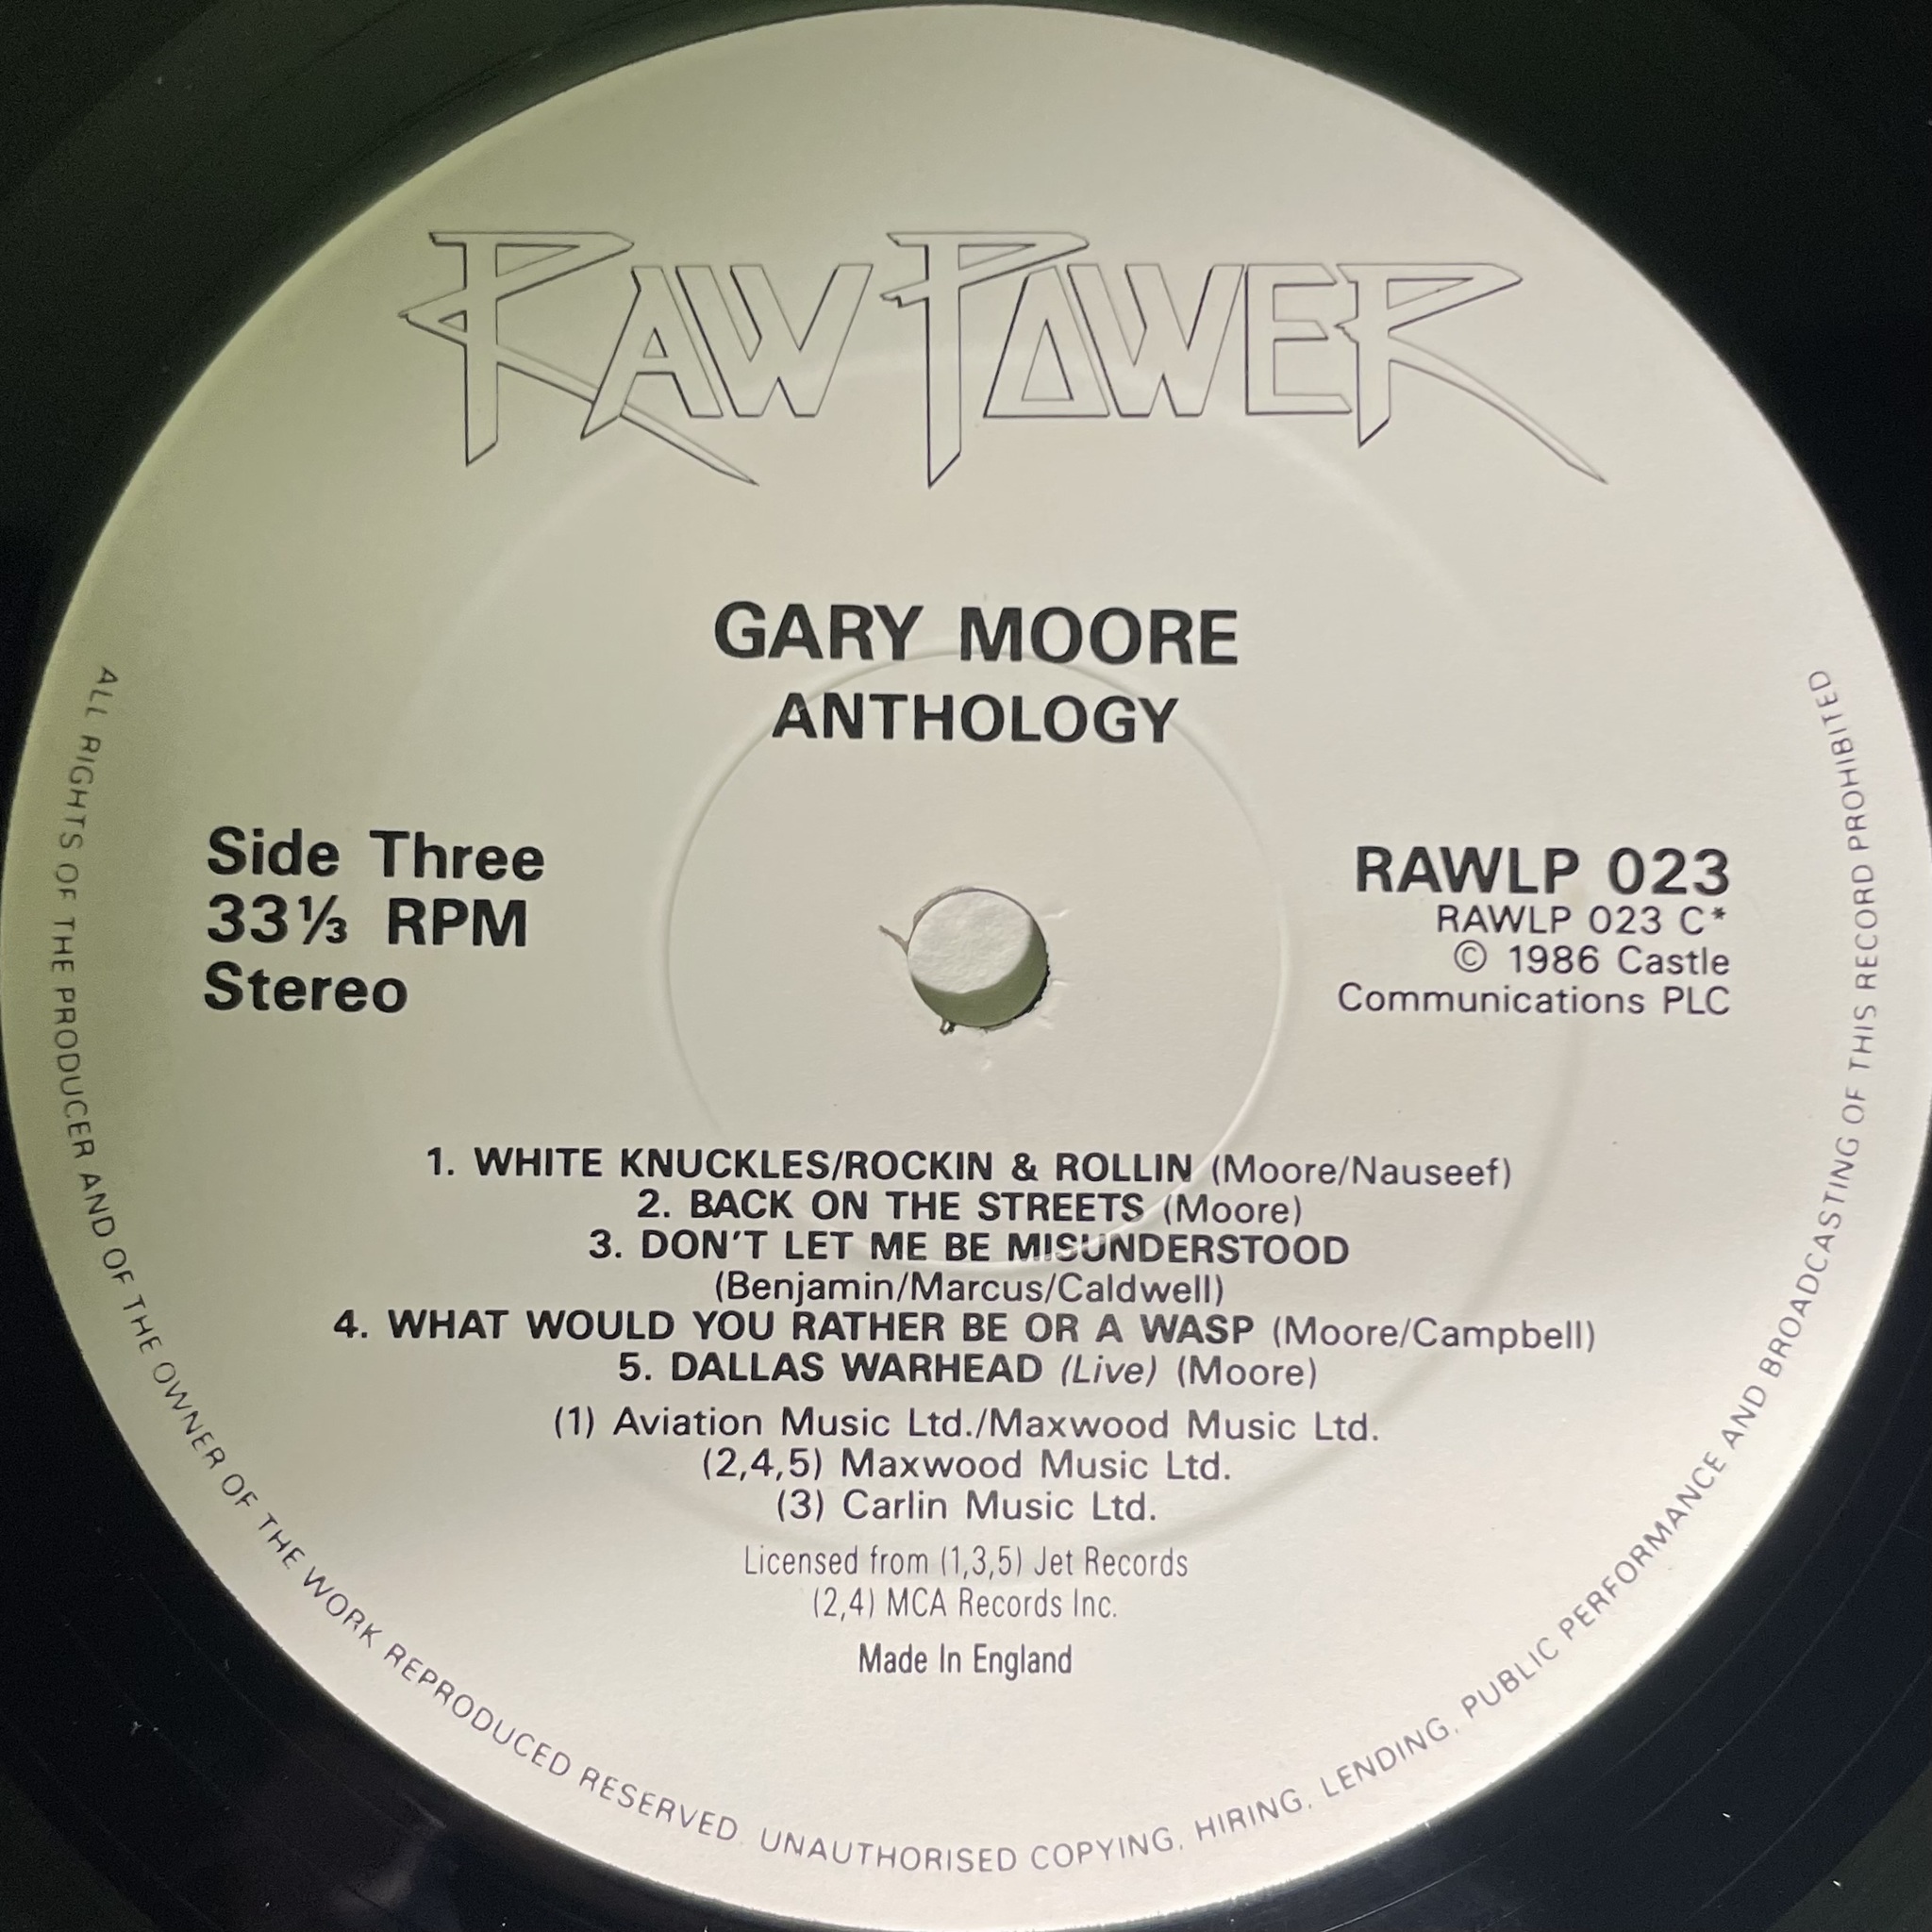 RAW POWER
GARY MOORE
ANTHOLOGY
Side Three
33⅓ RPM
Stereo
RAWLP 023
RAWLP 023 C*
© 1986 Castle
Communications PLC
1. WHITE KNUCKLES/ROCKIN & ROLLIN (Moore/Nauseef)
2. BACK ON THE STREETS (Moore)
3. DON'T LET ME BE MISUNDERSTOOD
(Benjamin/Marcus/Caldwell)
4. WHAT WOULD YOU RATHER BE OR A WASP (Moore/Campbell)
5. DALLAS WARHEAD (Live) (Moore)
(1) Aviation Music Ltd./Maxwood Music Ltd.
(2,4,5) Maxwood Music Ltd.
(3) Carlin Music Ltd.
Licensed from (1,3,5) Jet Records
(2,4) MCA Records Inc.
Made In England
ALL RIGHTS OF THE PRODUCER AND OF THE OWNER OF THE WORK REPRODUCED RESERVED. UNAUTHORISED COPYING, HIRING, LENDING, PUBLIC PERFORMANCE AND BROADCASTING OF THIS RECORD PROHIBITED